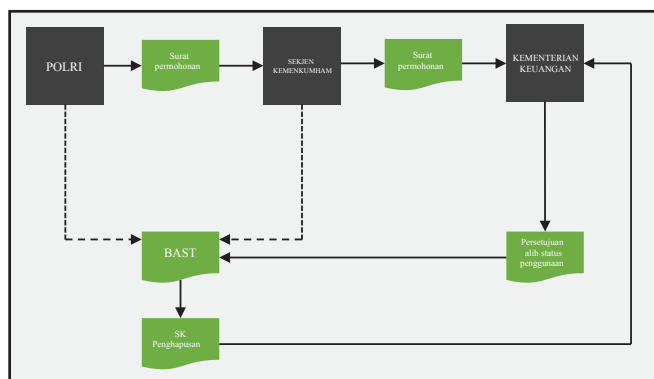 POLRI
Surat
permohonan
SEKJEN
KEMENKUMHAM
Surat
permohonan
KEMENTERIAN
KEUANGAN
BAST
Persetujuan
alih status
penggunaan
SK
Penghapusan